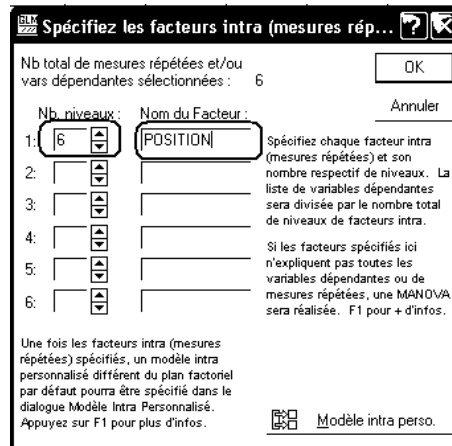 GLM Spécifiez les facteurs intra (mesures rép...
Nb total de mesures répétées et/ou
vars dépendantes sélectionnées : 6
OK
Annuler
Nb. niveaux : Nom du Facteur :
1: 6 POSITION
2:
3:
4:
5:
6:
Spécifiez chaque facteur intra
(mesures répétées) et son
nombre respectif de niveaux. La
liste de variables dépendantes
sera divisée par le nombre total
de niveaux de facteurs intra.
Si les facteurs spécifiés ici
n'expliquent pas toutes les
variables dépendantes ou de
mesures répétées, une MANOVA
sera réalisée. F1 pour + d'infos.
Une fois les facteurs intra (mesures
répétées) spécifiés, un modèle intra
personnalisé différent du plan factoriel
par défaut pourra être spécifié dans le
dialogue Modèle Intra Personnalisé.
Appuyez sur F1 pour plus d'infos.
Modèle intra perso.